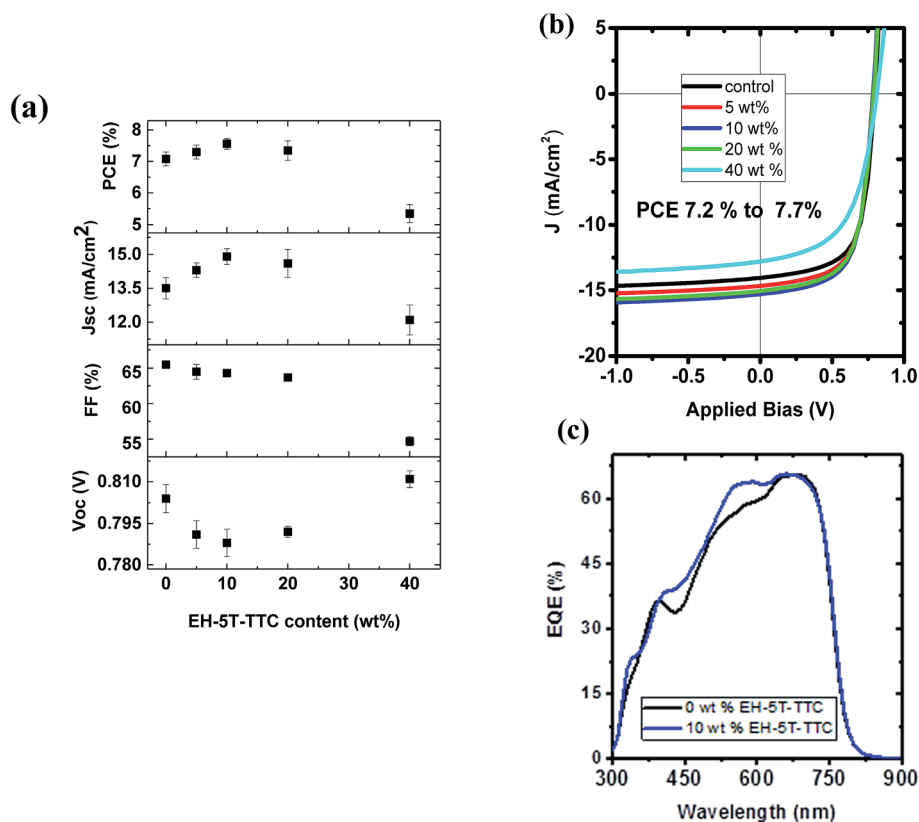 (a)
PCE (%)
8
7
6
5
Jsc (mA/cm2)
15.0
13.5
12.0
FF (%)
65
60
55
Voc (V)
0.810
0.795
0.780
0 10 20 30 40
EH-5T-TTC content (wt%)
(b)
J (mA/cm2)
5
0
-5
-10
-15
-20
control
5 wt%
10 wt%
20 wt %
40 wt %
PCE 7.2 % to 7.7%
-1.0 -0.5 0.0 0.5 1.0
Applied Bias (V)
(c)
EQE (%)
60
45
30
15
0
0 wt % EH-5T-TTC
10 wt % EH-5T-TTC
300 450 600 750 900
Wavelength (nm)